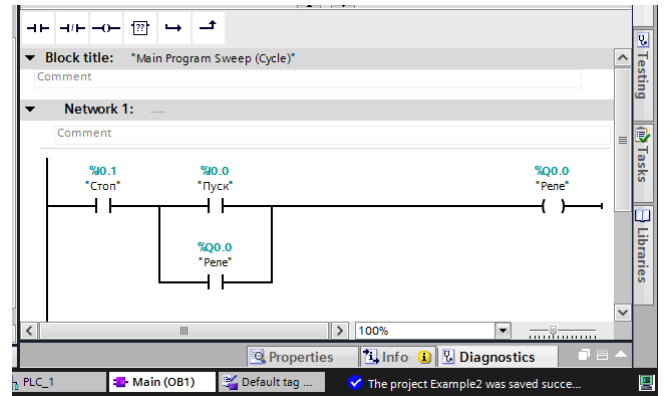 ??
Block title: "Main Program Sweep (Cycle)"
Comment
Network 1:
Comment
%I0.1
"Стоп"
%I0.0
"Пуск"
%Q0.0
"Реле"
%Q0.0
"Реле"
100%
Properties
Info
Diagnostics
PLC_1
Main (OB1)
Default tag ...
The project Example2 was saved succe...
Testing
Tasks
Libraries